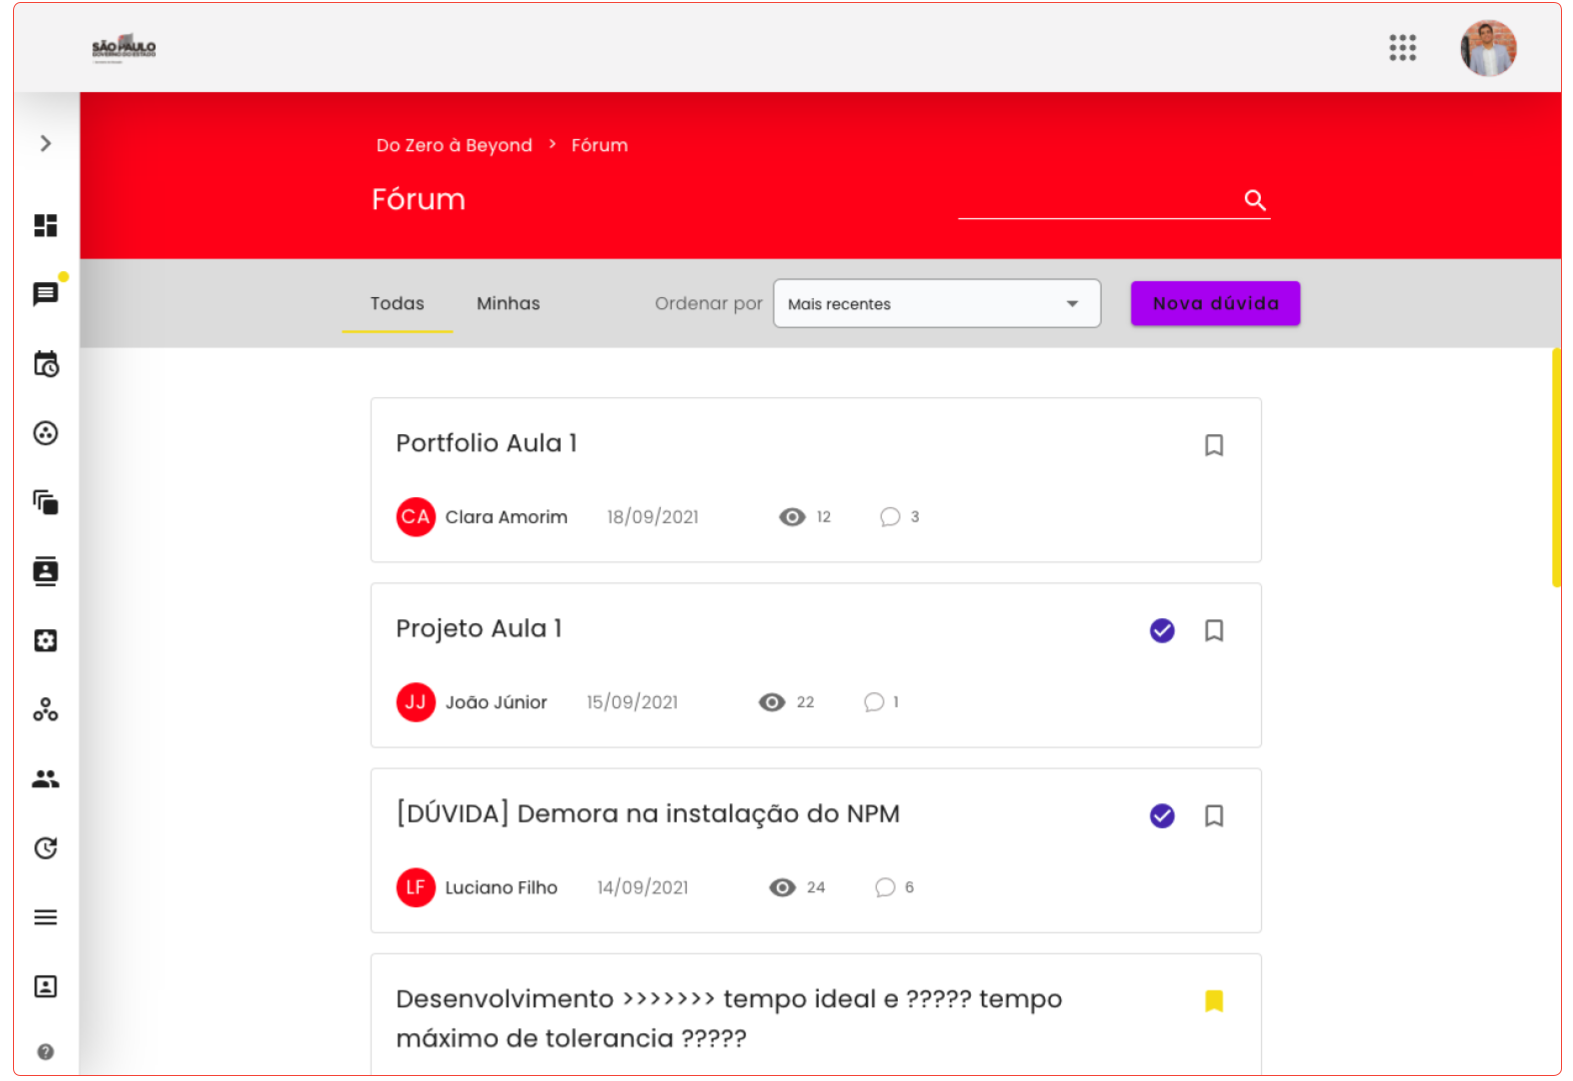 SÃO PAULO
GOVERNO DO ESTADO
Do Zero à Beyond > Fórum
Fórum
Todas Minhas Ordenar por Mais recentes Nova dúvida
Portfolio Aula 1
CA Clara Amorim 18/09/2021 12 3
Projeto Aula 1
JJ João Júnior 15/09/2021 22 1
[DÚVIDA] Demora na instalação do NPM
LF Luciano Filho 14/09/2021 24 6
Desenvolvimento >>>>>>> tempo ideal e ????? tempo
máximo de tolerancia ?????